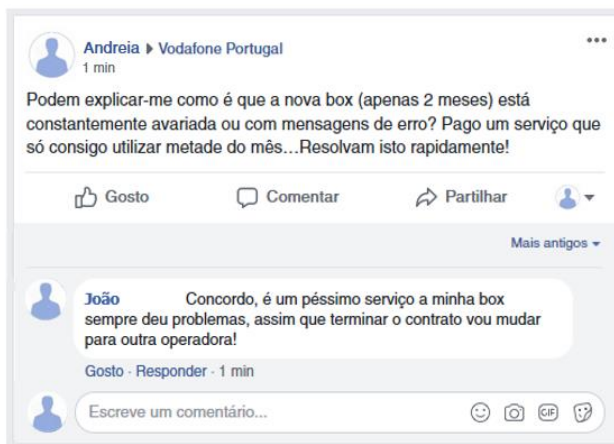 Andreia ▸ Vodafone Portugal
1 min
Podem explicar-me como é que a nova box (apenas 2 meses) está
constantemente avariada ou com mensagens de erro? Pago um serviço que
só consigo utilizar metade do mês...Resolvam isto rapidamente!
Gosto Comentar Partilhar
Mais antigos
João Concordo, é um péssimo serviço a minha box
sempre deu problemas, assim que terminar o contrato vou mudar
para outra operadora!
Gosto · Responder · 1 min
Escreve um comentário... GIF